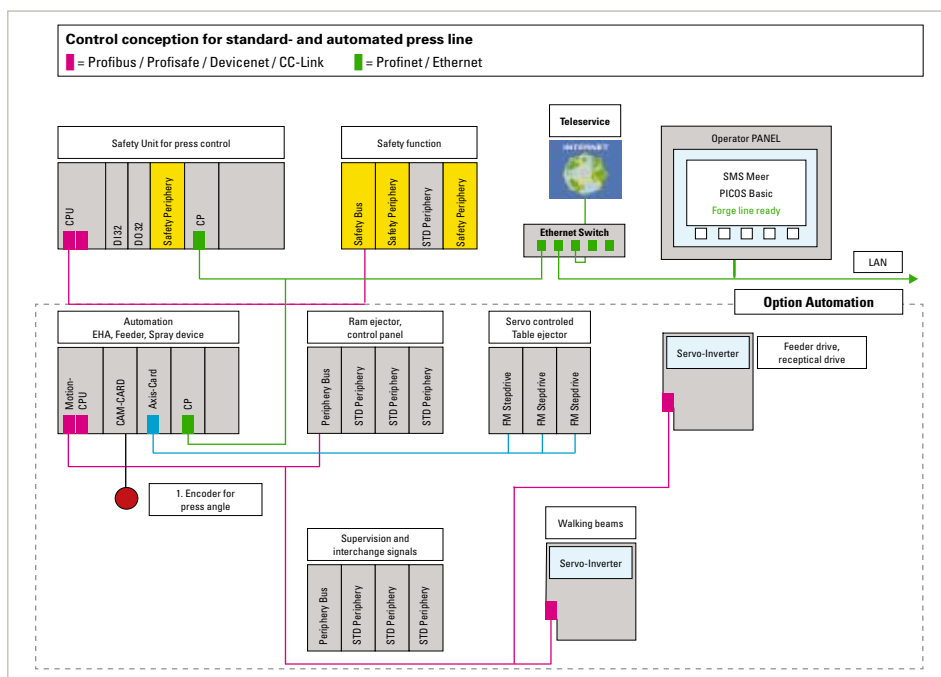 Control conception for standard- and automated press line
= Profibus / Profisafe / Devicenet / CC-Link
= Profinet / Ethernet
Safety Unit for press control
CPU
DI32
DO32
Safety Periphery
CP
Safety function
Safety Bus
Safety Periphery
STD Periphery
Safety Periphery
Teleservice
INTERNET
Ethernet Switch
Operator PANEL
SMS Meer
PICOS Basic
Forge line ready
LAN
Option Automation
Automation
EHA, Feeder, Spray device
Motion-
CPU
CAM-CARD
Axis-Card
CP
1. Encoder for
press angle
Ram ejector,
control panel
Periphery Bus
STD Periphery
STD Periphery
STD Periphery
Servo controled
Table ejector
FM Stepdrive
FM Stepdrive
FM Stepdrive
Servo-Inverter
Feeder drive,
receptical drive
Supervision and
interchange signals
Periphery Bus
STD Periphery
STD Periphery
STD Periphery
Walking beams
Servo-Inverter